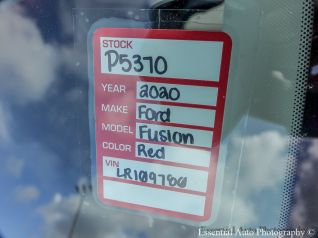 STOCK
P5370
YEAR 2020
MAKE Ford
MODEL Fusion
COLOR Red
VIN
LR109780
Essential Auto Photography ©